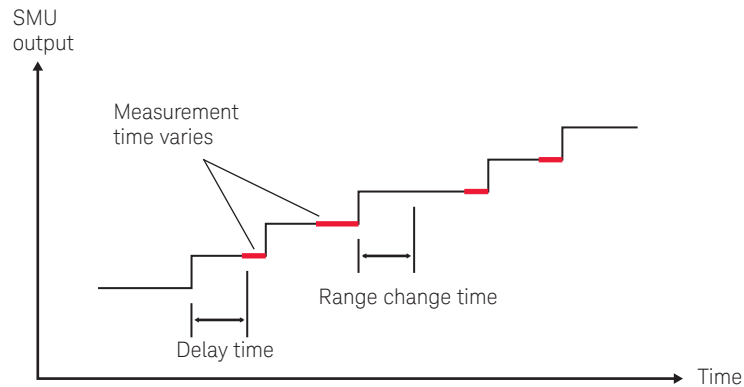 SMU
output
Measurement
time varies
Range change time
Delay time
Time